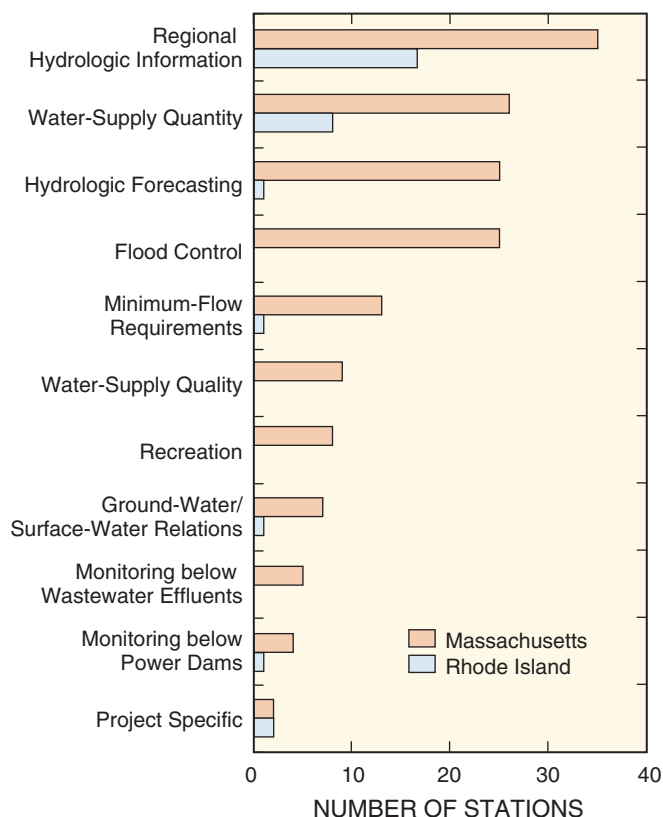 Regional
Hydrologic Information
Water-Supply Quantity
Hydrologic Forecasting
Flood Control
Minimum-Flow
Requirements
Water-Supply Quality
Recreation
Ground-Water/
Surface-Water Relations
Monitoring below
Wastewater Effluents
Monitoring below
Power Dams
Massachusetts
Rhode Island
Project Specific
0 10 20 30 40
NUMBER OF STATIONS